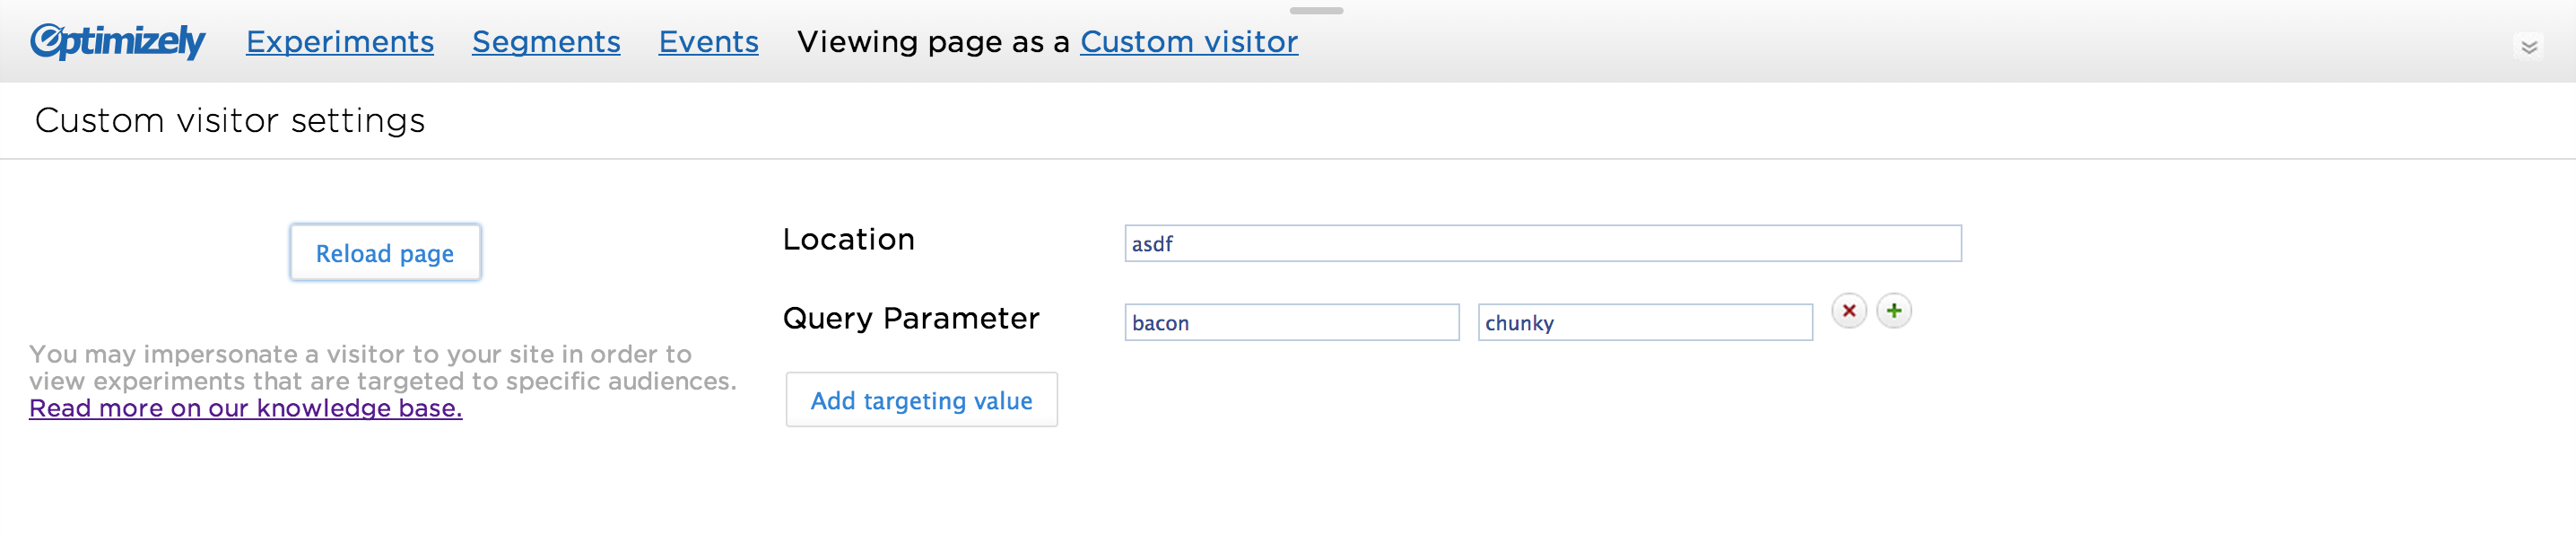 Optimizely Experiments Segments Events Viewing page as a Custom visitor
Custom visitor settings
Reload page
You may impersonate a visitor to your site in order to
view experiments that are targeted to specific audiences.
Read more on our knowledge base.
Location asdf
Query Parameter bacon chunky
Add targeting value